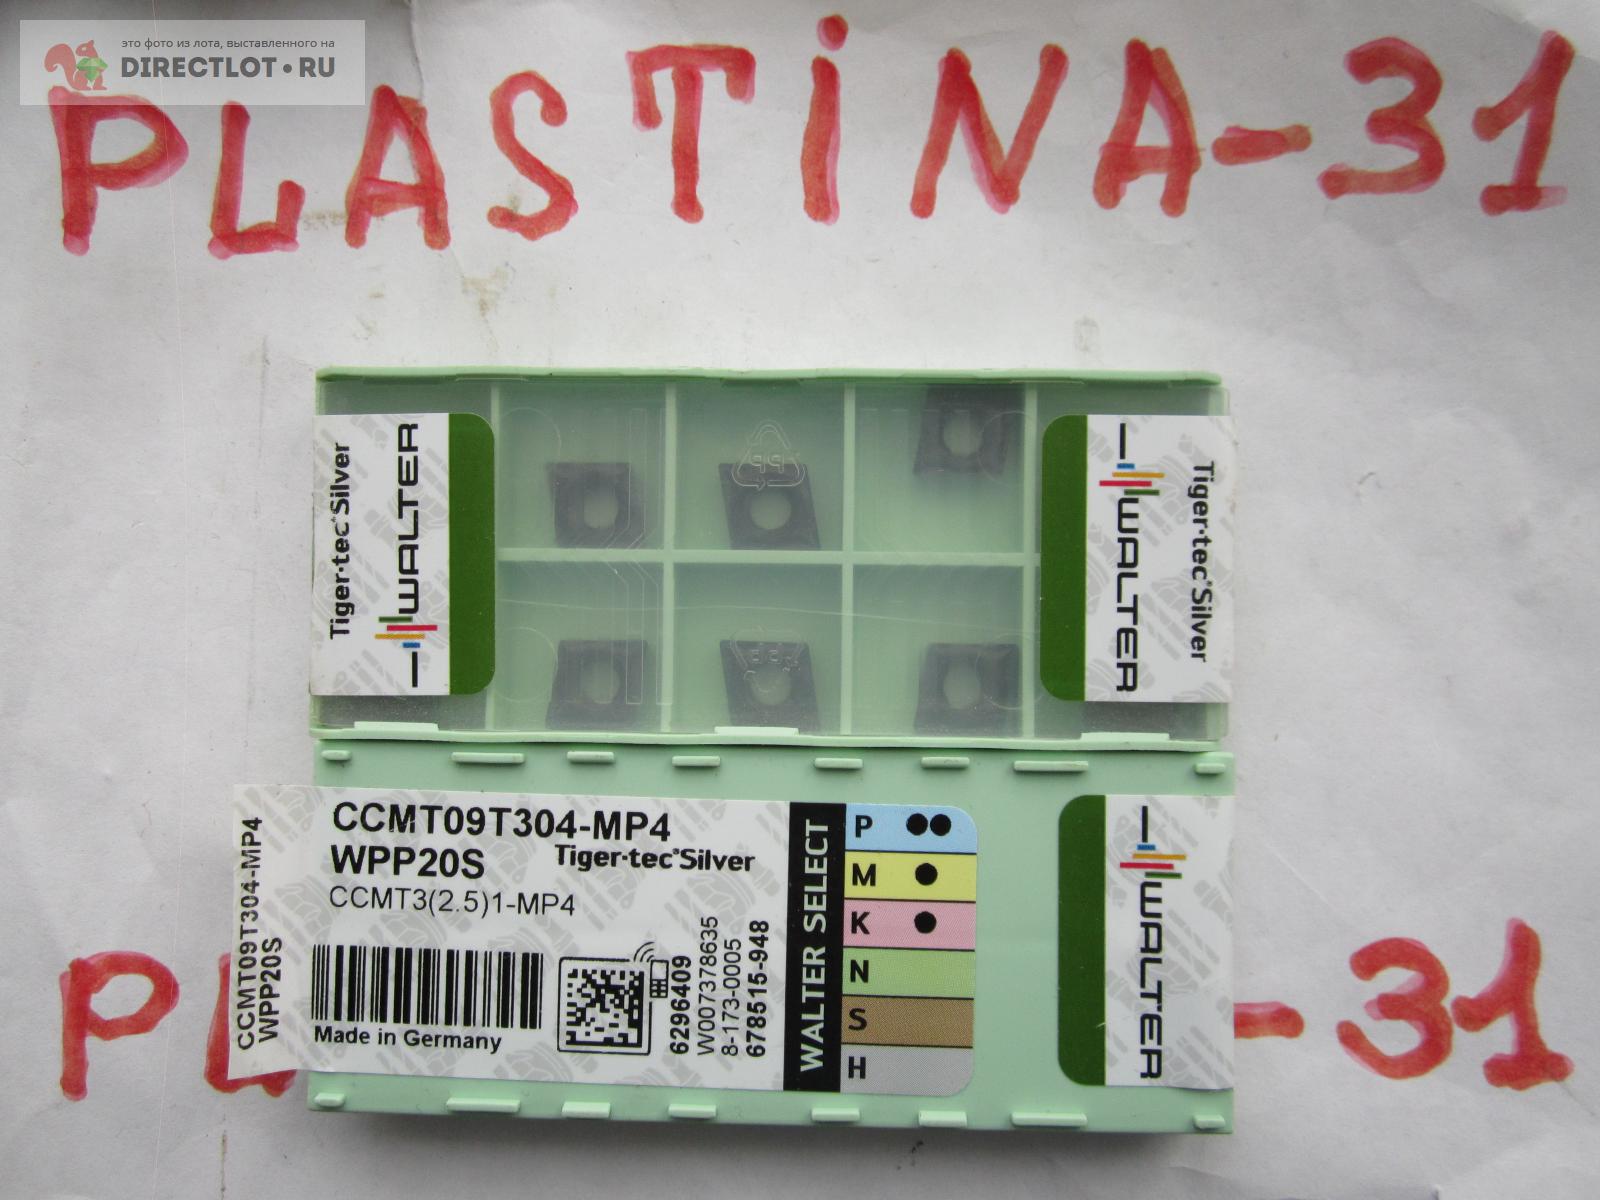 это фото из лота, выставленного на
DIRECTLOT•RU
PLASTINA-31
Tiger·tec®Silver
WALTER
PP
WALTER
Tiger·tec®Silver
CCMT09T304-MP4
WPP20S
CCMT09T304-MP4
WPP20S
Tiger·tec®Silver
CCMT3(2.5)1-MP4
Made in Germany
6296409
W007378635
8-173-0005
678515-948
WALTER SELECT
P
M
K
N
S
H
WALTER
PL
-31